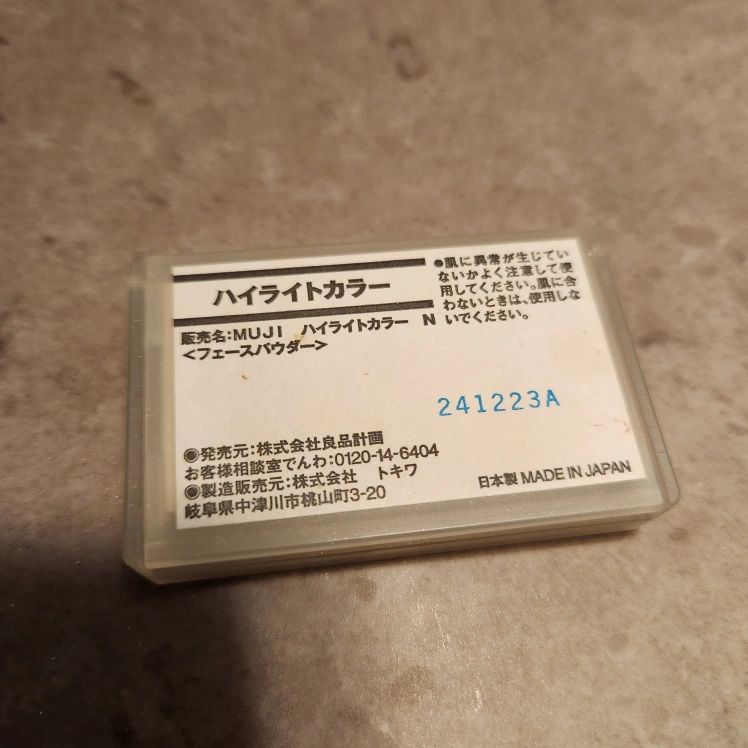 ハイライトカラー
販売名:MUJI ハイライトカラー N
<フェースパウダー>
●肌に異常が生じてい
ないかよく注意して使
用してください。肌に合
わないときは、使用しな
いでください。
241223A
◉発売元:株式会社良品計画
お客様相談室でんわ:0120-14-6404
◉製造販売元:株式会社 トキワ
岐阜県中津川市桃山町3-20
日本製 MADE IN JAPAN